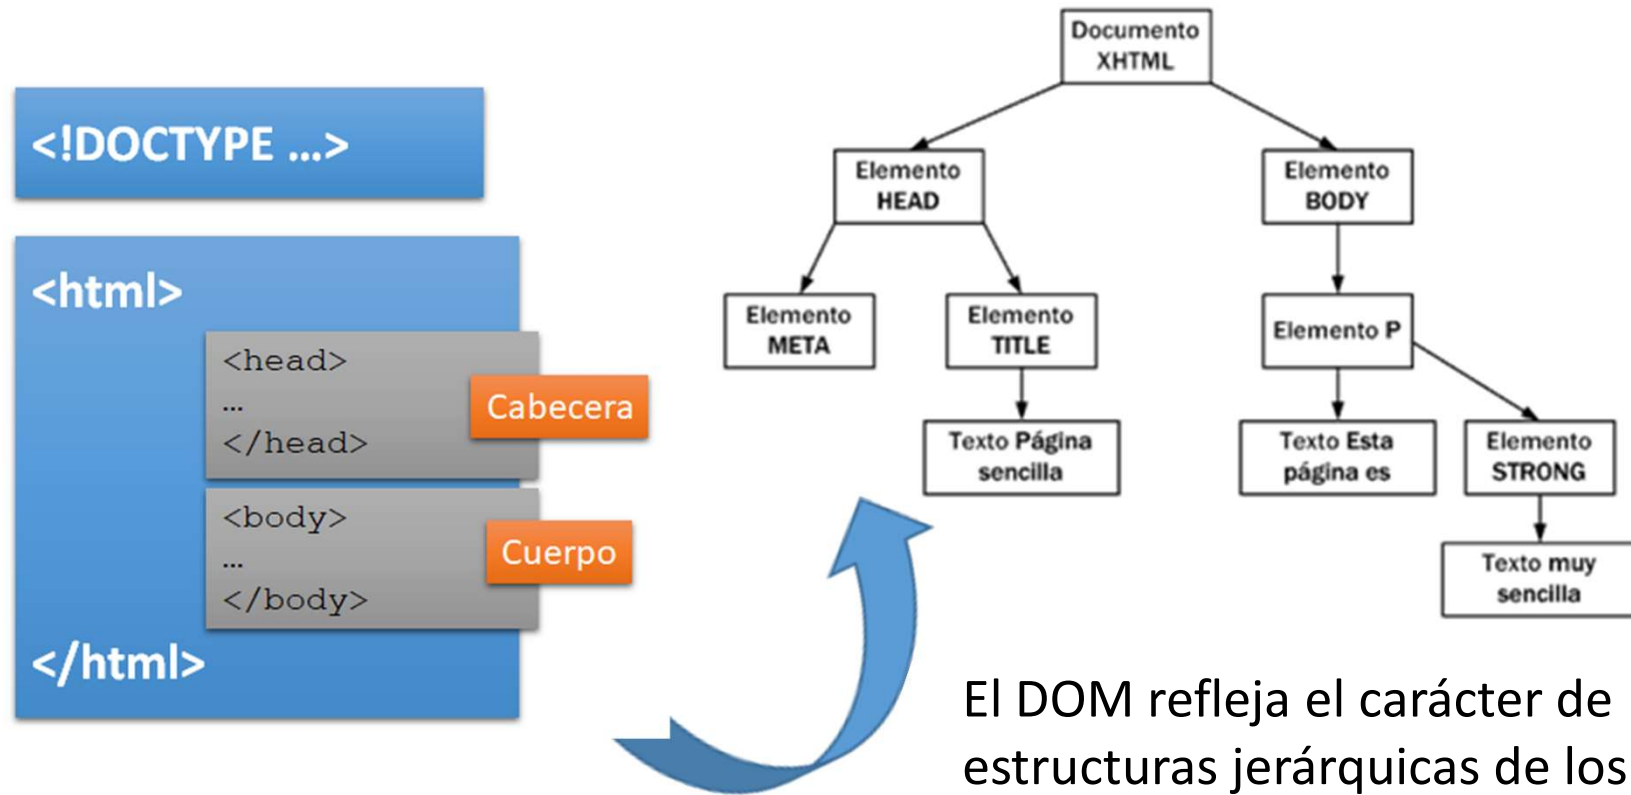 <!DOCTYPE ...>
<html>
<head>
...
</head>
Cabecera
<body>
...
</body>
Cuerpo
</html>
Documento
XHTML
Elemento
HEAD
Elemento
BODY
Elemento
META
Elemento
TITLE
Elemento P
Texto Página
sencilla
Texto Esta
página es
Elemento
STRONG
Texto muy
sencilla
El DOM refleja el carácter de
estructuras jerárquicas de los